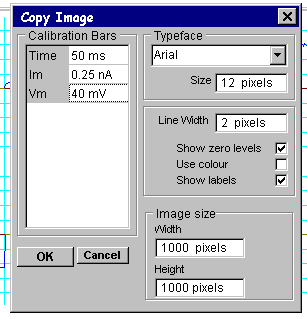 Copy Image
Calibration Bars
Time 50 ms
Im 0.25 nA
Vm 40 mV
OK
Cancel
Typeface
Arial
Size 12 pixels
Line Width 2 pixels
Show zero levels
Use colour
Show labels
Image size
Width
1000 pixels
Height
1000 pixels